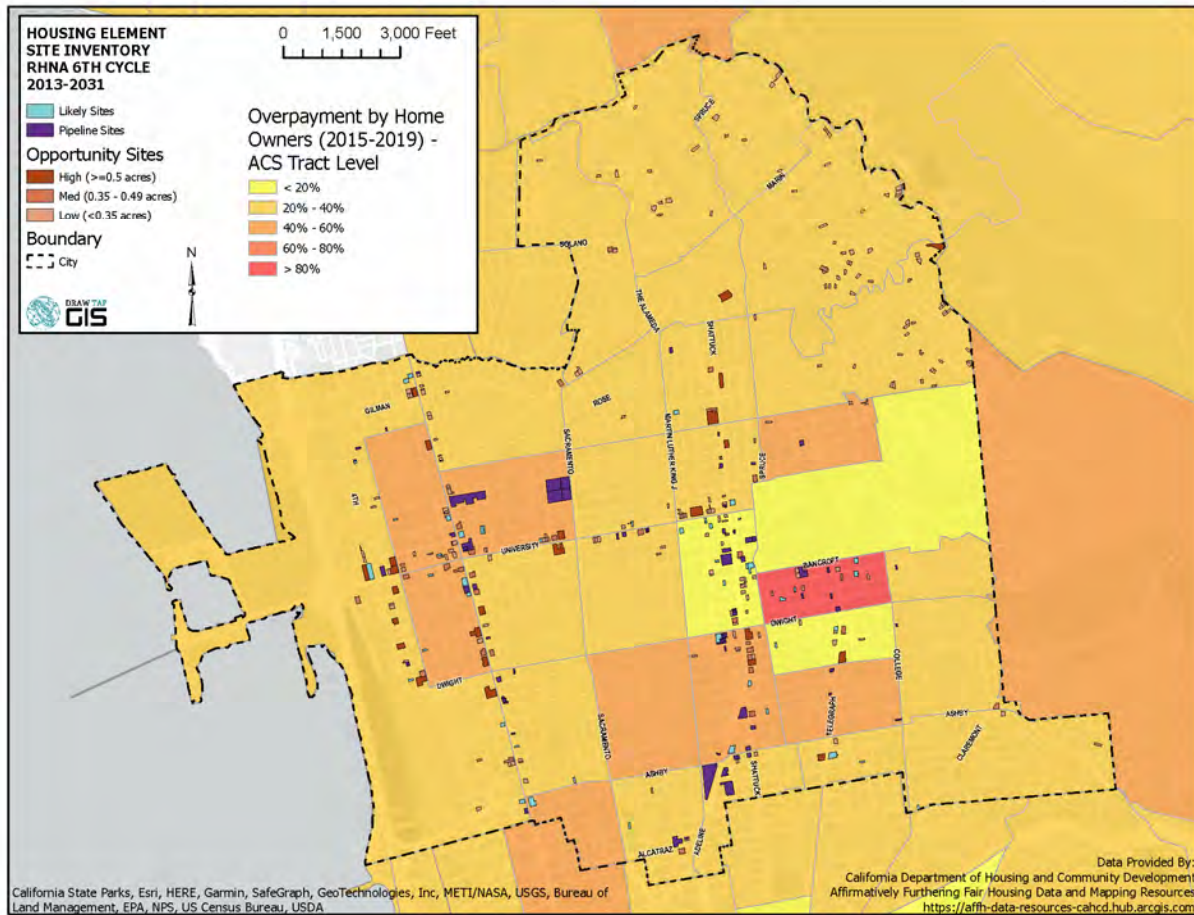 HOUSING ELEMENT
SITE INVENTORY
RHNA 6TH CYCLE
2013-2031
Likely Sites
Pipeline Sites
Opportunity Sites
High (>=0.5 acres)
Med (0.35 - 0.49 acres)
Low (<0.35 acres)
Boundary
City
DRAW TAP
GIS
N
0 1,500 3,000 Feet
Overpayment by Home
Owners (2015-2019) -
ACS Tract Level
< 20%
20% - 40%
40% - 60%
60% - 80%
> 80%
SPRUCE
MARIN
SOLANO
THE ALAMEDA
SHATTUCK
GILMAN
ROSE
SACRAMENTO
MARTIN LUTHER KING J
SPRUCE
6TH
4TH
UNIVERSITY
BANCROFT
DWIGHT
DWIGHT
COLLEGE
SACRAMENTO
TELEGRAPH
ASHBY
CLAREMONT
ASHBY
SHATTUCK
ADELINE
ALCATRAZ
California State Parks, Esri, HERE, Garmin, SafeGraph, GeoTechnologies, Inc, METI/NASA, USGS, Bureau of
Land Management, EPA, NPS, US Census Bureau, USDA
Data Provided By:
California Department of Housing and Community Development
Affirmatively Furthering Fair Housing Data and Mapping Resources
https://affh-data-resources-cahcd.hub.arcgis.com